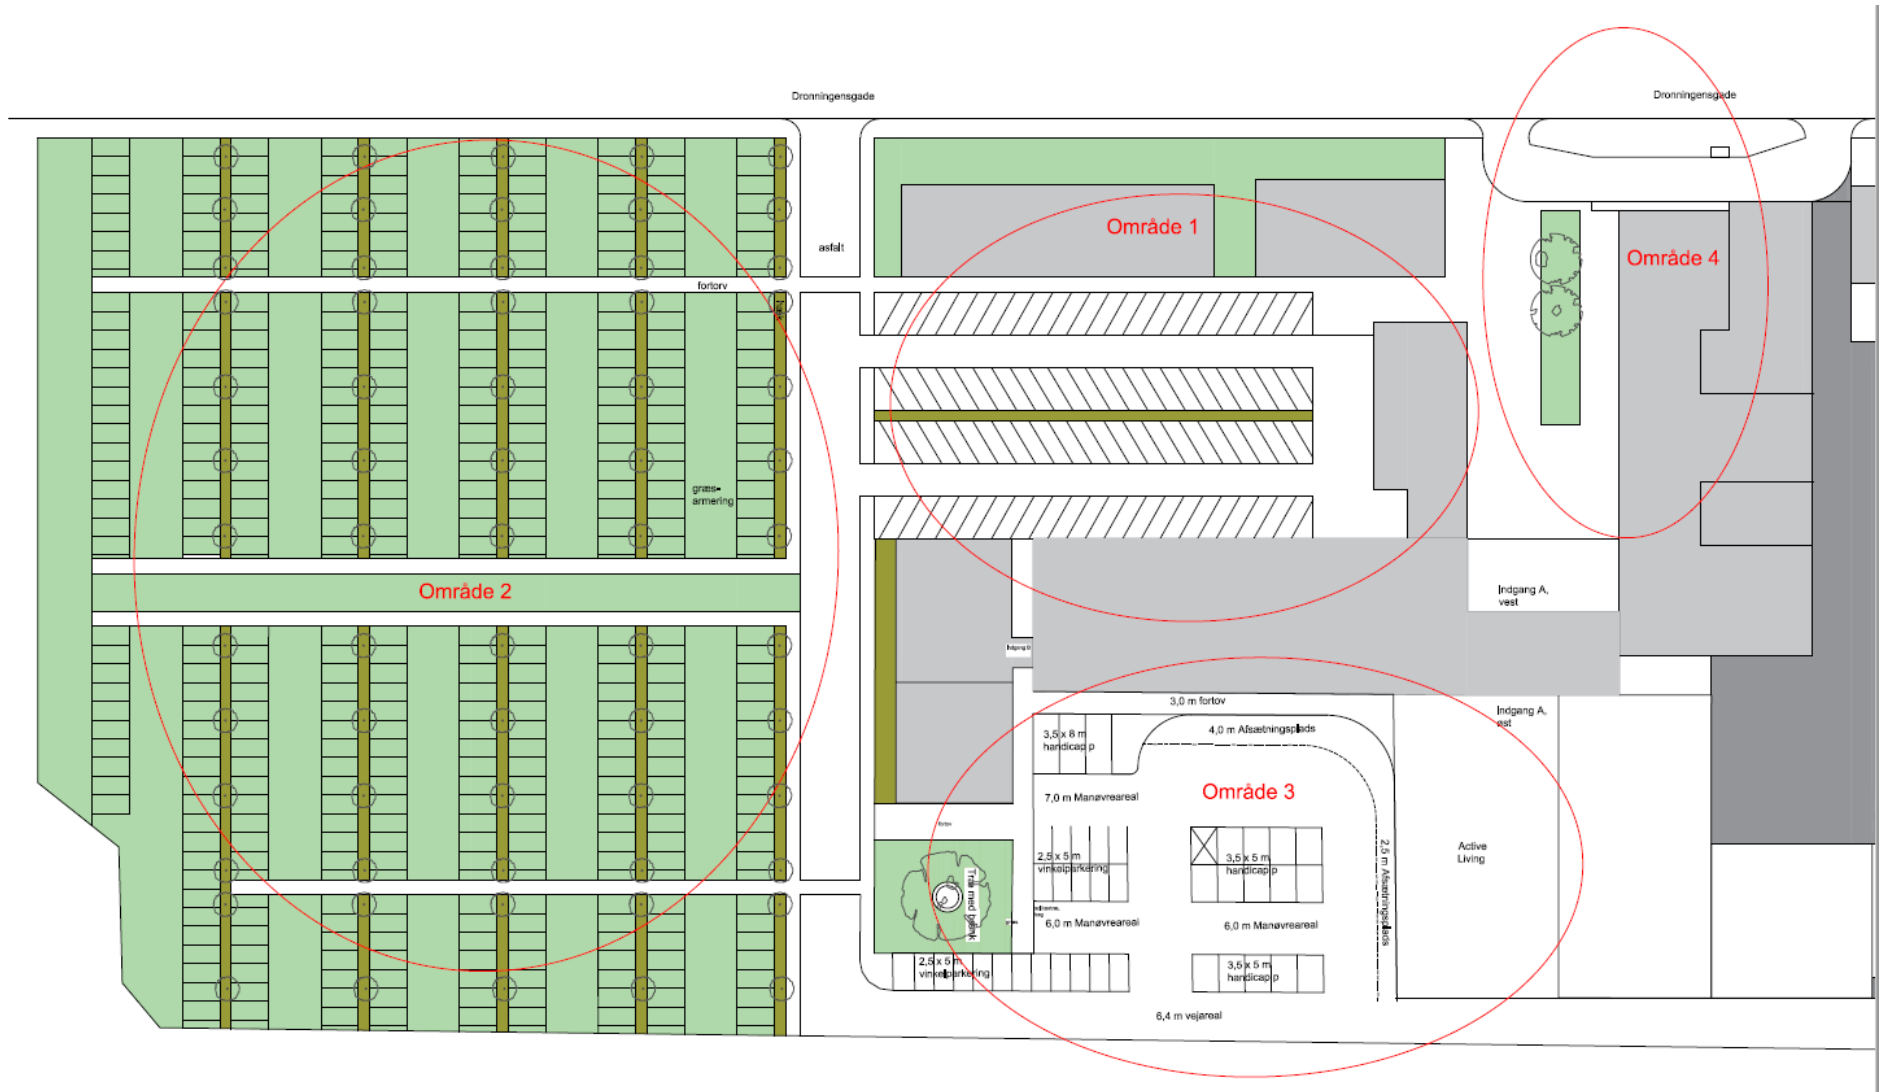 Dronningensgade
Dronningensgade
Område 1
Område 4
asfalt
fortorv
hæk
græs-
armering
Område 2
Indgang A,
vest
Indgang B
3,0 m fortov
Indgang A,
øst
4,0 m Afsætningsplads
3,5 x 8 m
handicap p
Område 3
7,0 m Manøvreareal
fortov
2,5 x 5 m
vinkelparkering
3,5 x 5 m
handicap p
2,5 m Afsætningsplads
Active
Living
Træ med bænk
6,0 m Manøvreareal
6,0 m Manøvreareal
2,5 x 5 m
vinkelparkering
3,5 x 5 m
handicap p
6,4 m vejareal